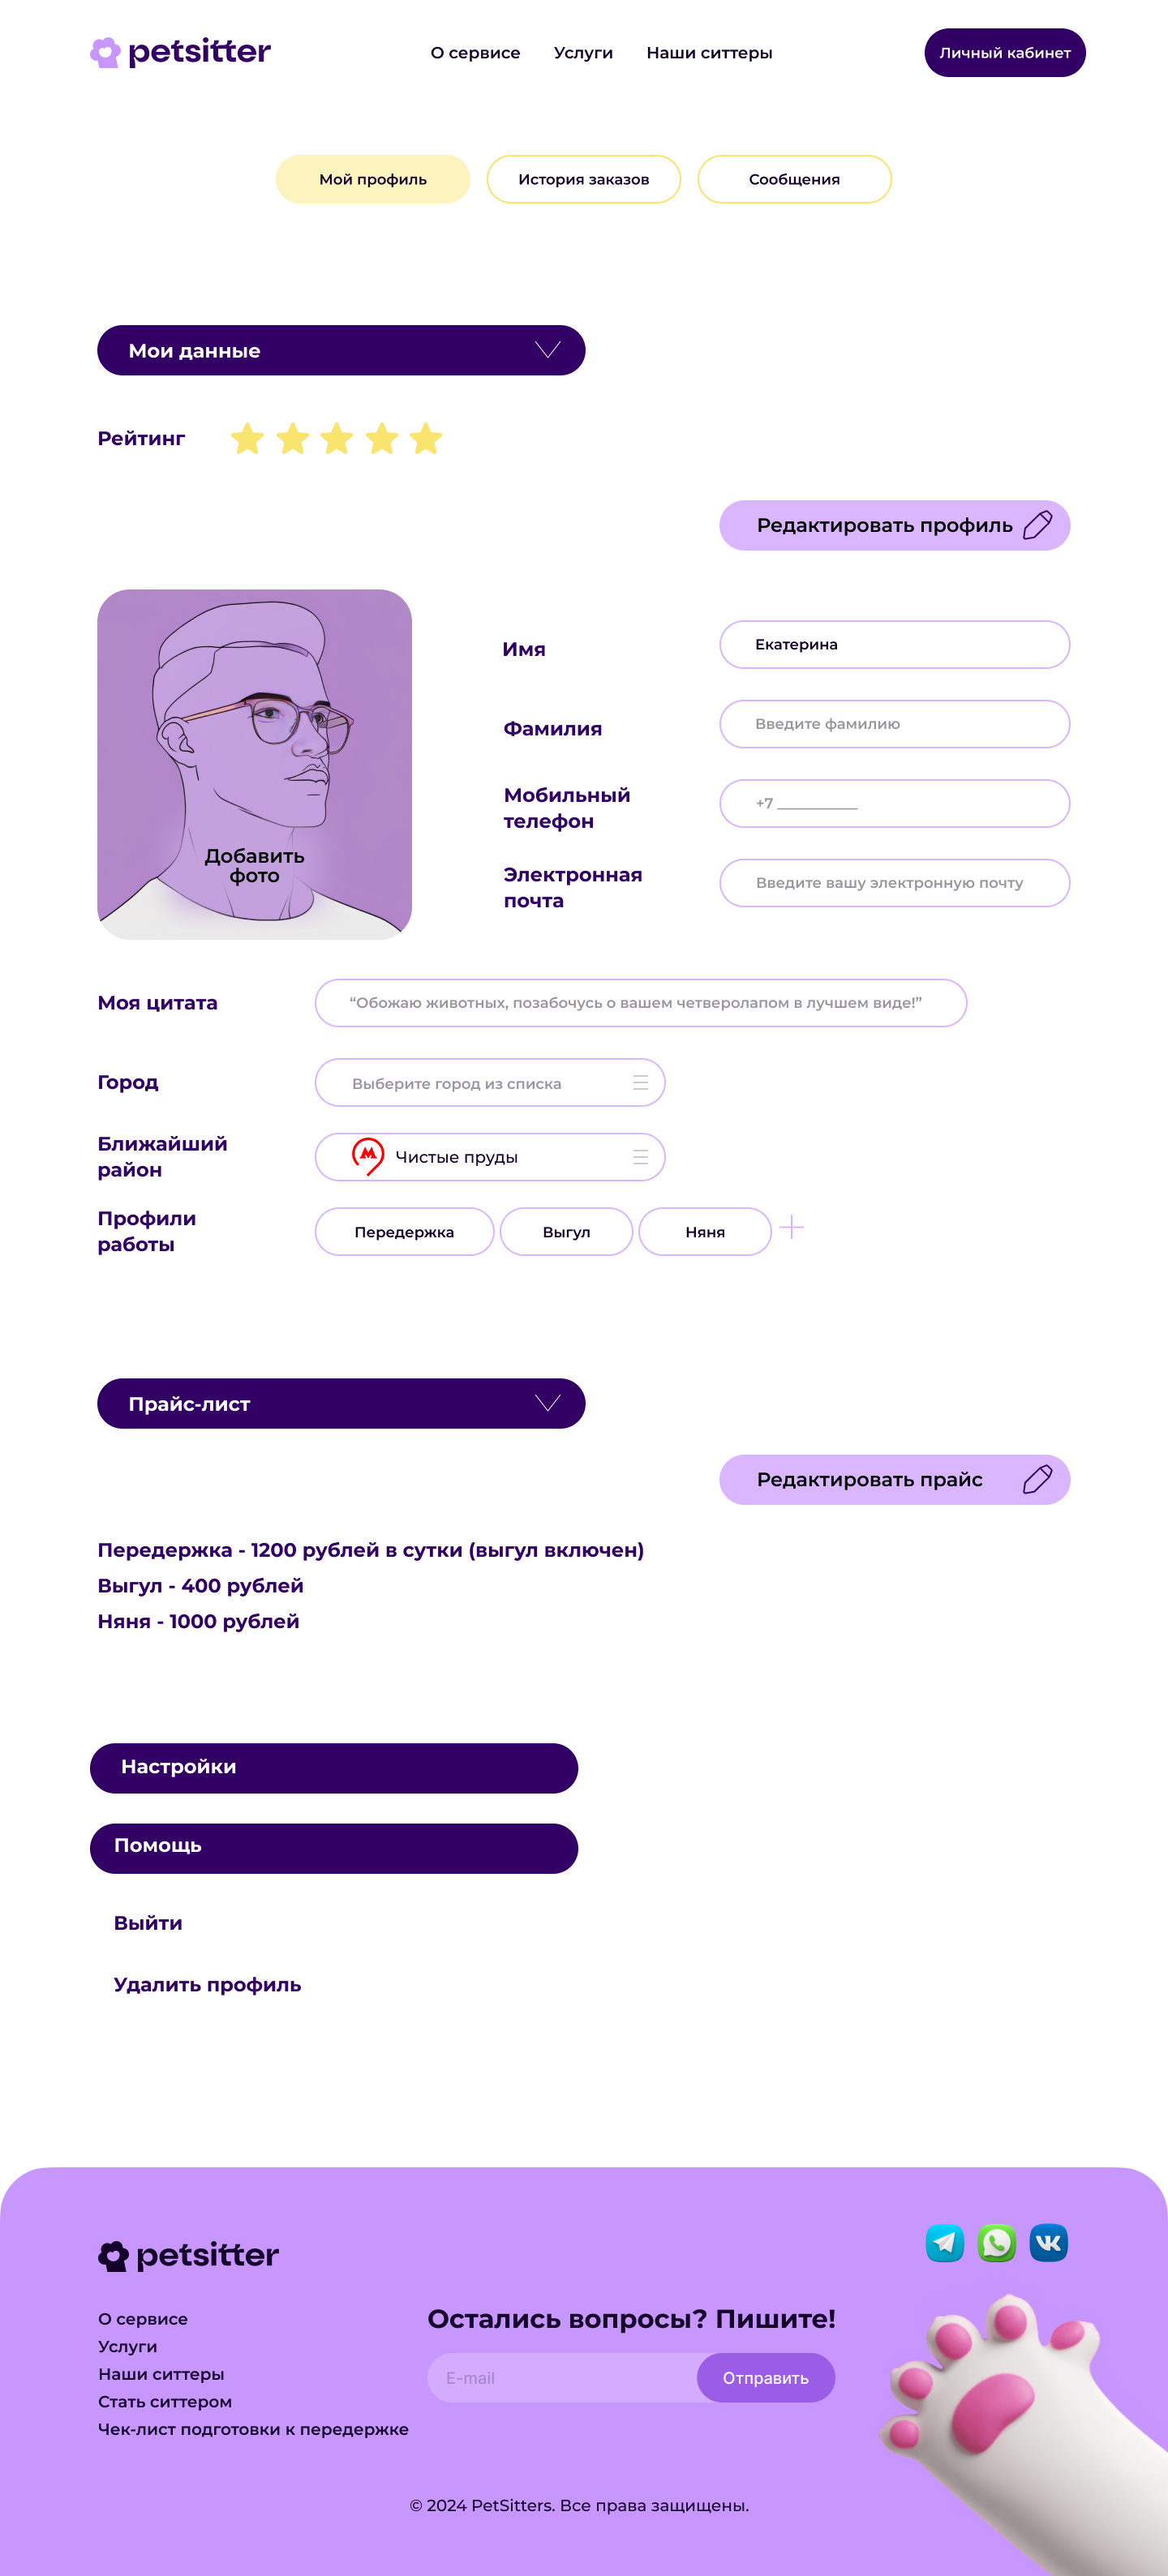 petsitter
О сервисе Услуги Наши ситтеры
Личный кабинет
Мой профиль
История заказов
Сообщения
Мои данные
Рейтинг
Редактировать профиль
Добавить
фото
Имя
Екатерина
Фамилия
Введите фамилию
Мобильный
телефон
+7 ___________
Электронная
почта
Введите вашу электронную почту
Моя цитата
“Обожаю животных, позабочусь о вашем четверолапом в лучшем виде!”
Город
Выберите город из списка
Ближайший
район
Чистые пруды
Профили
работы
Передержка
Выгул
Няня
Прайс-лист
Редактировать прайс
Передержка - 1200 рублей в сутки (выгул включен)
Выгул - 400 рублей
Няня - 1000 рублей
Настройки
Помощь
Выйти
Удалить профиль
petsitter
О сервисе
Услуги
Наши ситтеры
Стать ситтером
Чек-лист подготовки к передержке
Остались вопросы? Пишите!
E-mail
Отправить
© 2024 PetSitters. Все права защищены.